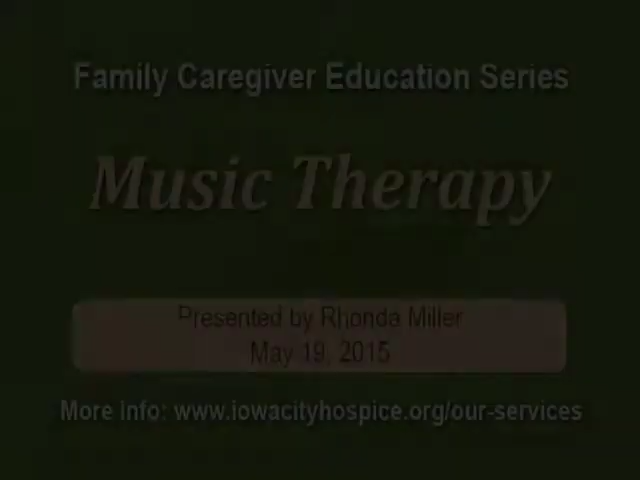 Family Caregiver Education Series
Music Therapy
Presented by Rhonda Miller
May 19, 2015
More info: www.iowacityhospice.org/our-services